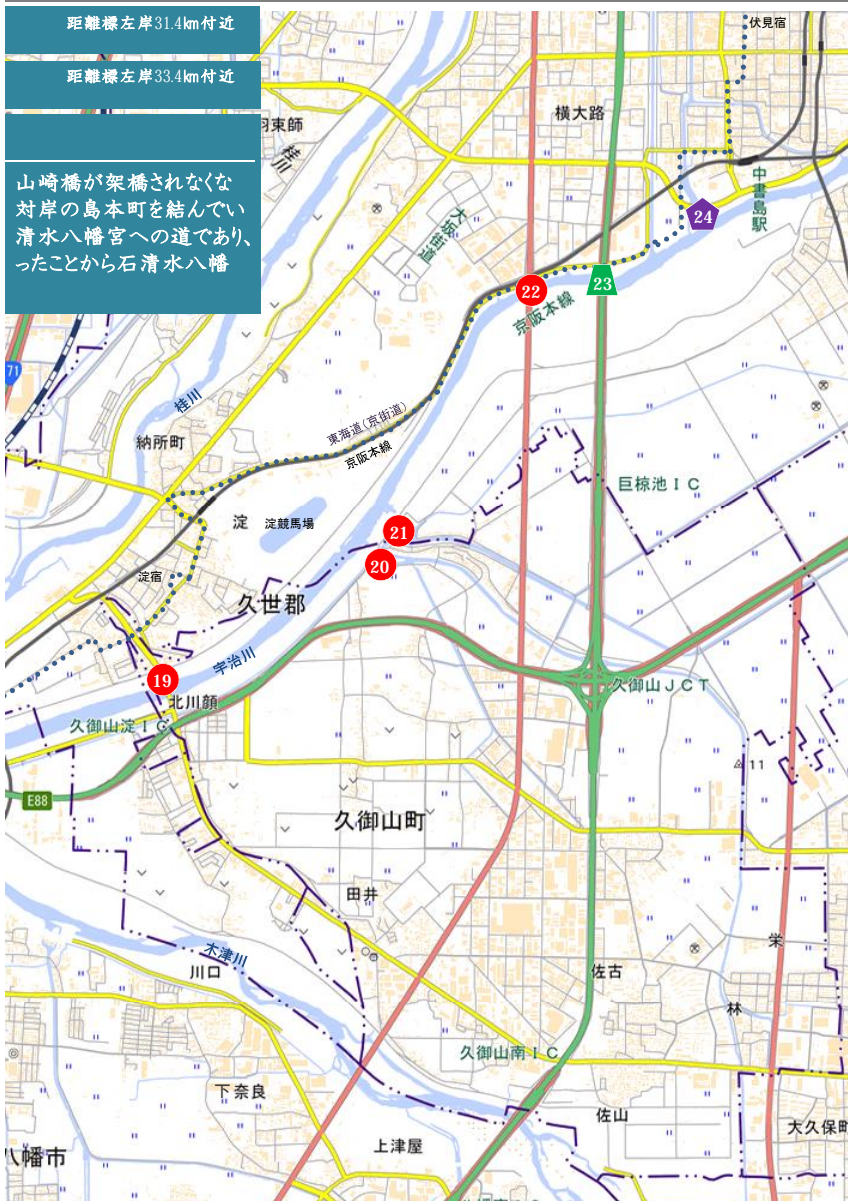 距離標左岸31.4km付近
距離標左岸33.4km付近
山崎橋が架橋されなくな
対岸の島本町を結んでい
清水八幡宮への道であり、
ったことから石清水八幡
伏見宿
横大路
羽束師
桂川
中書島駅
24
大坂街道
23
22
京阪本線
71
桂川
東海道(京街道)
京阪本線
納所町
巨椋池IC
淀
淀競馬場
21
20
淀宿
久世郡
宇治川
19
北川顔
久御山JCT
久御山淀IC
11
E88
久御山町
田井
木津川
川口
佐古
栄
林
久御山南IC
下奈良
佐山
大久保町
上津屋
八幡市